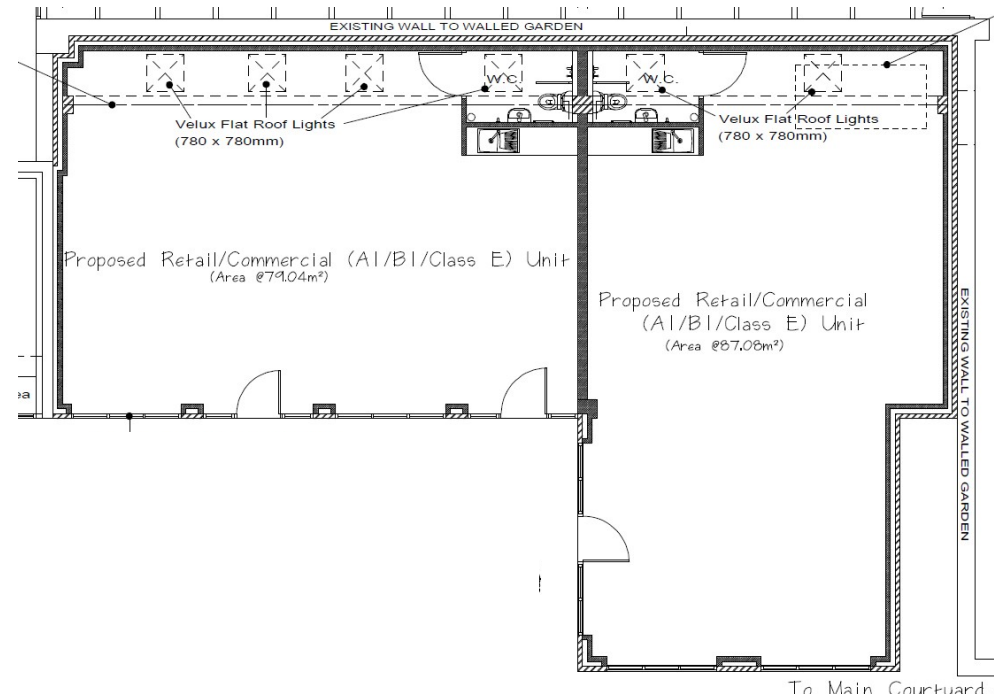 EXISTING WALL TO WALLED GARDEN
W.C.
W.C.
Velux Flat Roof Lights
(780 x 780mm)
Velux Flat Roof Lights
(780 x 780mm)
Proposed Retail/Commercial (A1/B1/Class E) Unit
(Area @79.04m²)
Proposed Retail/Commercial
(A1/B1/Class E) Unit
(Area @87.08m²)
EXISTING WALL TO WALLED GARDEN
ea
To Main Courtyard